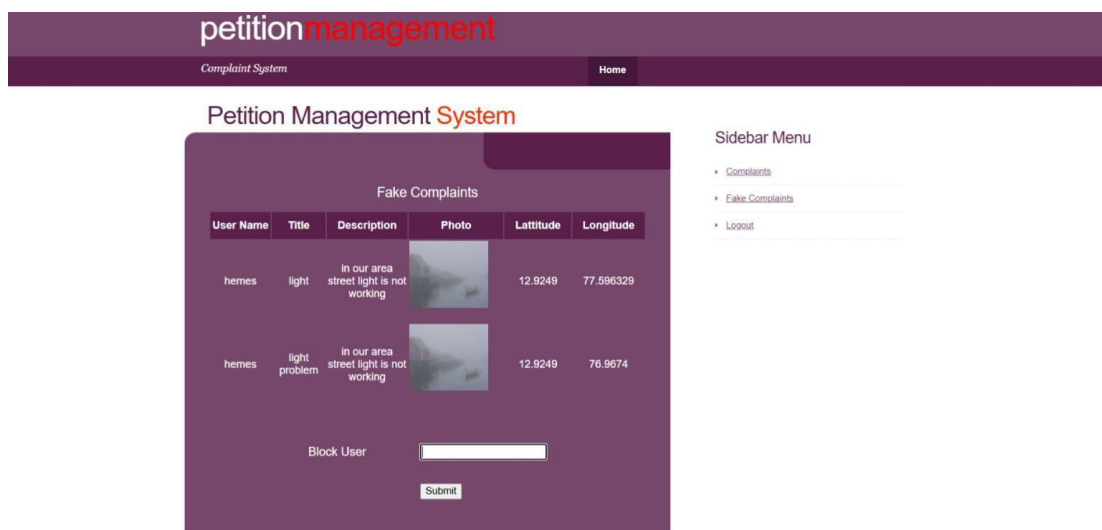 petitionmanagement
Complaint System
Home
Petition Management System
Sidebar Menu
Complaints
Fake Complaints
Logout
Fake Complaints
User Name Title Description Photo Lattitude Longitude
hemes light in our area street light is not working 12.9249 77.596329
hemes light problem in our area street light is not working 12.9249 76.9674
Block User
Submit